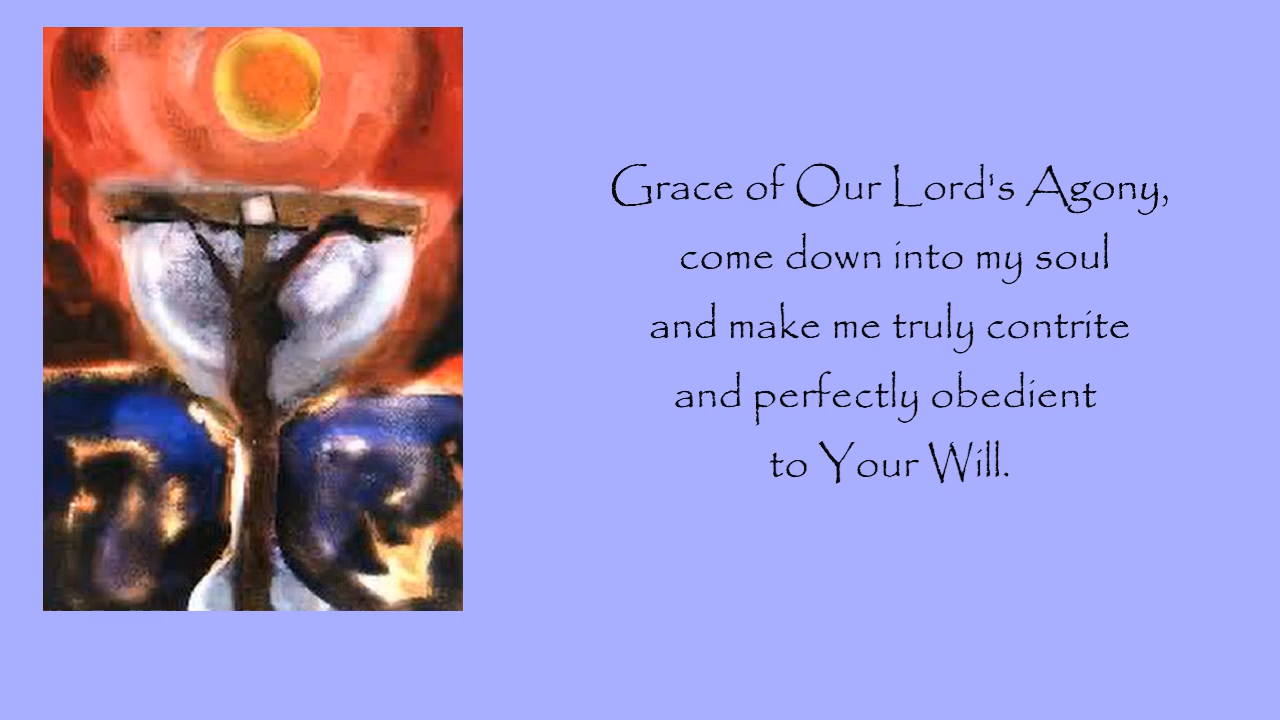 Grace of Our Lord's Agony,
come down into my soul
and make me truly contrite
and perfectly obedient
to Your Will.